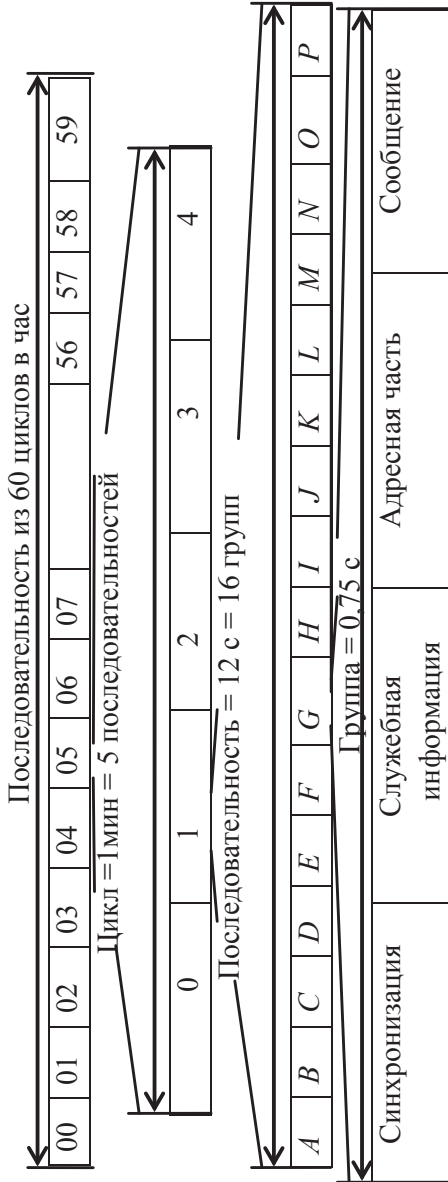 Последовательность из 60 циклов в час
00 01 02 03 04 05 06 07 56 57 58 59
Цикл =1мин = 5 последовательностей
0 1 2 3 4
Последовательность = 12 с = 16 групп
A B C D E F G H I J K L M N O P
Группа = 0.75 с
Синхронизация Служебная информация Адресная часть Сообщение